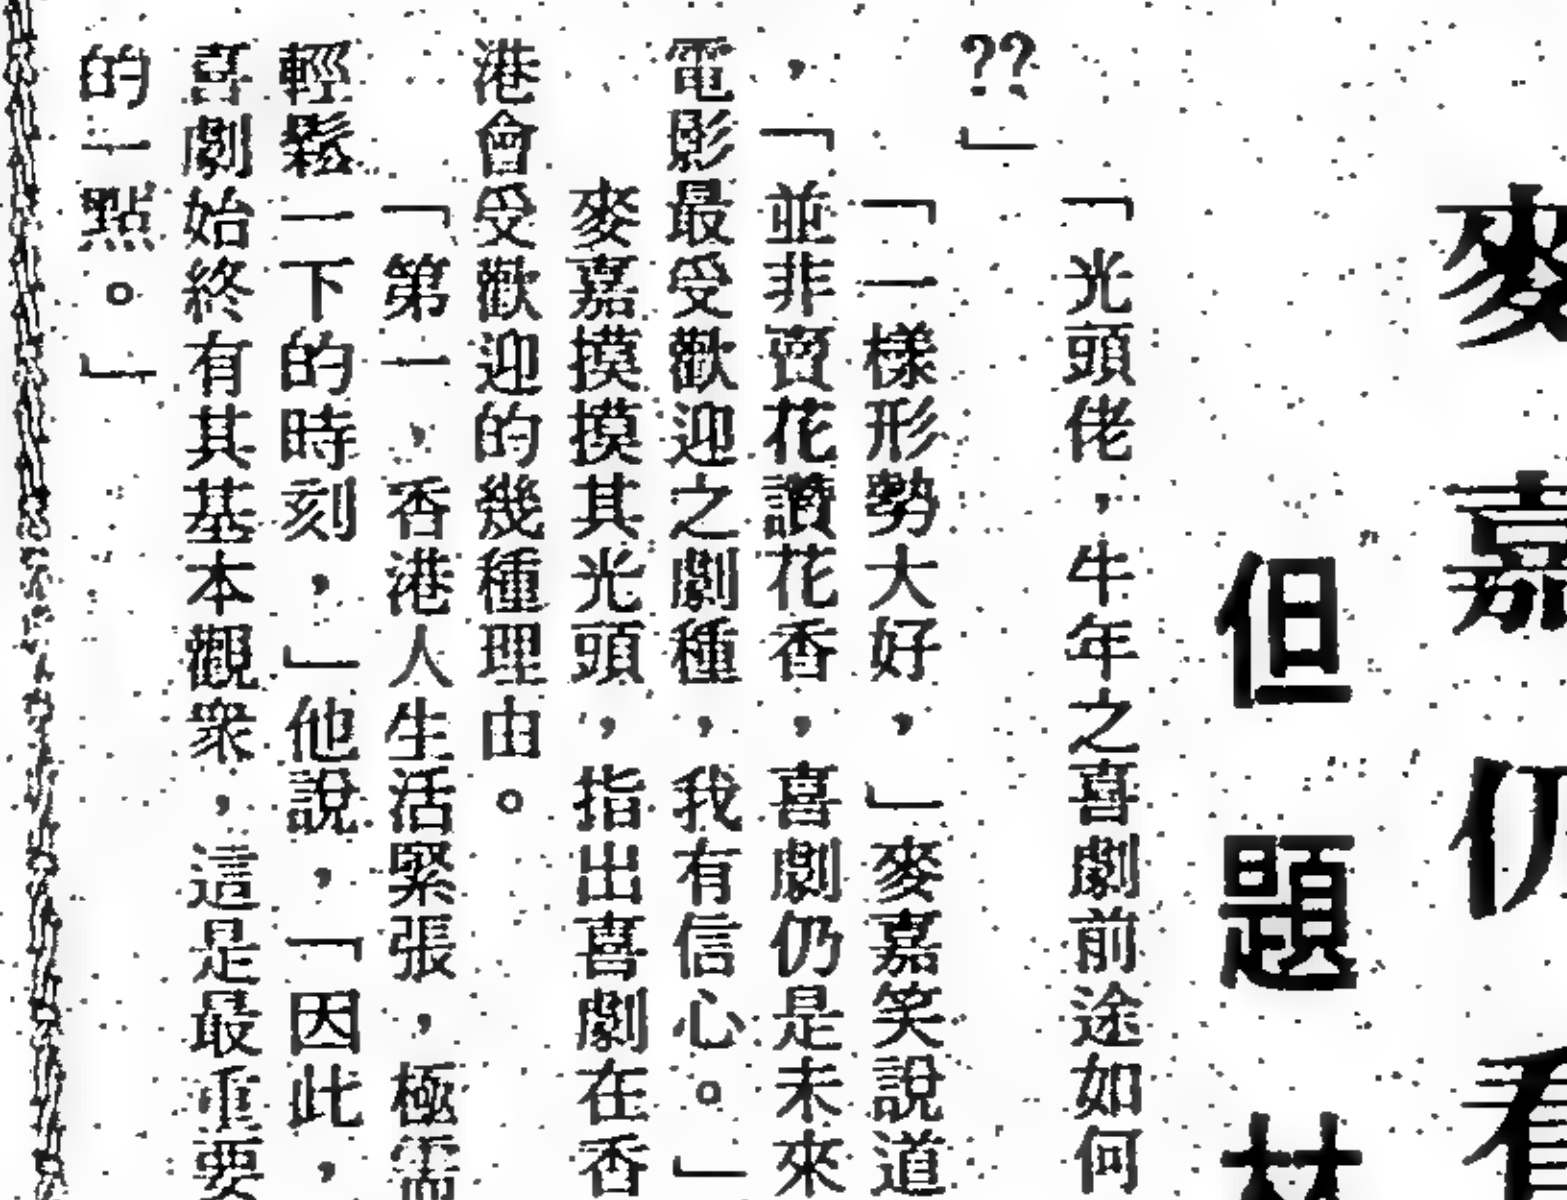 麥嘉仍看
但題材
「光頭佬，牛年之喜劇前途如何
??」
「一樣形勢大好，」麥嘉笑說道
，「並非賣花讚花香，喜劇仍是未來
電影最受歡迎之劇種，我有信心。」
麥嘉摸摸其光頭，指出喜劇在香
港會受歡迎的幾種理由。
「第一，香港人生活緊張，極需
輕鬆一下的時刻，」他說，「因此，
喜劇始終有其基本觀衆，這是最重要
的一點。」